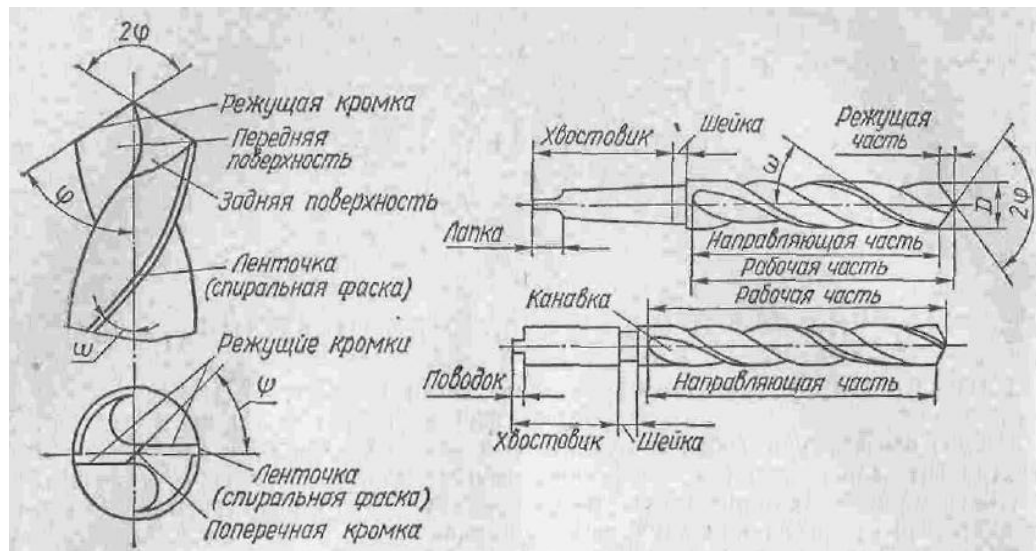 2φ
Режущая кромка
Передняя
поверхность
φ
Задняя поверхность
Ленточка
(спиральная фаска)
ω
Режущие кромки
ψ
Ленточка
(спиральная фаска)
Поперечная кромка
Хвостовик
Шейка
Режущая
часть
ω
D
2φ
Лапка
Направляющая часть
Рабочая часть
Рабочая часть
Канавка
Поводок
Направляющая часть
Хвостовик
Шейка